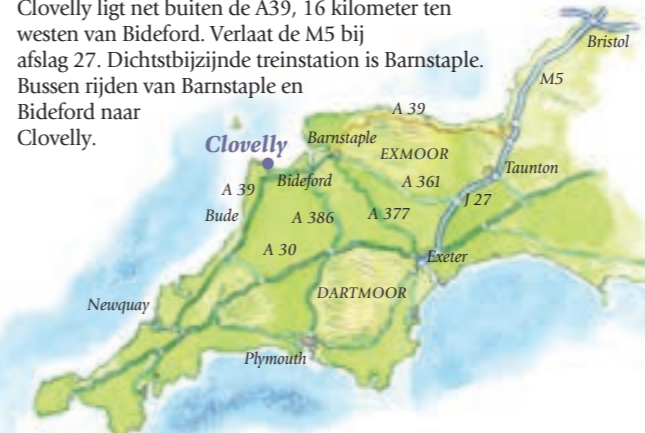 Clovelly ligt net buiten de A39, 16 kilometer ten
westen van Bideford. Verlaat de M5 bij
afslag 27. Dichtstbijzijnde treinstation is Barnstaple.
Bussen rijden van Barnstaple en
Bideford naar
Clovelly.
Bristol
M5
A 39
Barnstaple
Clovelly
EXMOOR
Taunton
A 39
Bideford
A 361
J 27
Bude
A 386
A 377
A 30
Exeter
DARTMOOR
Newquay
Plymouth